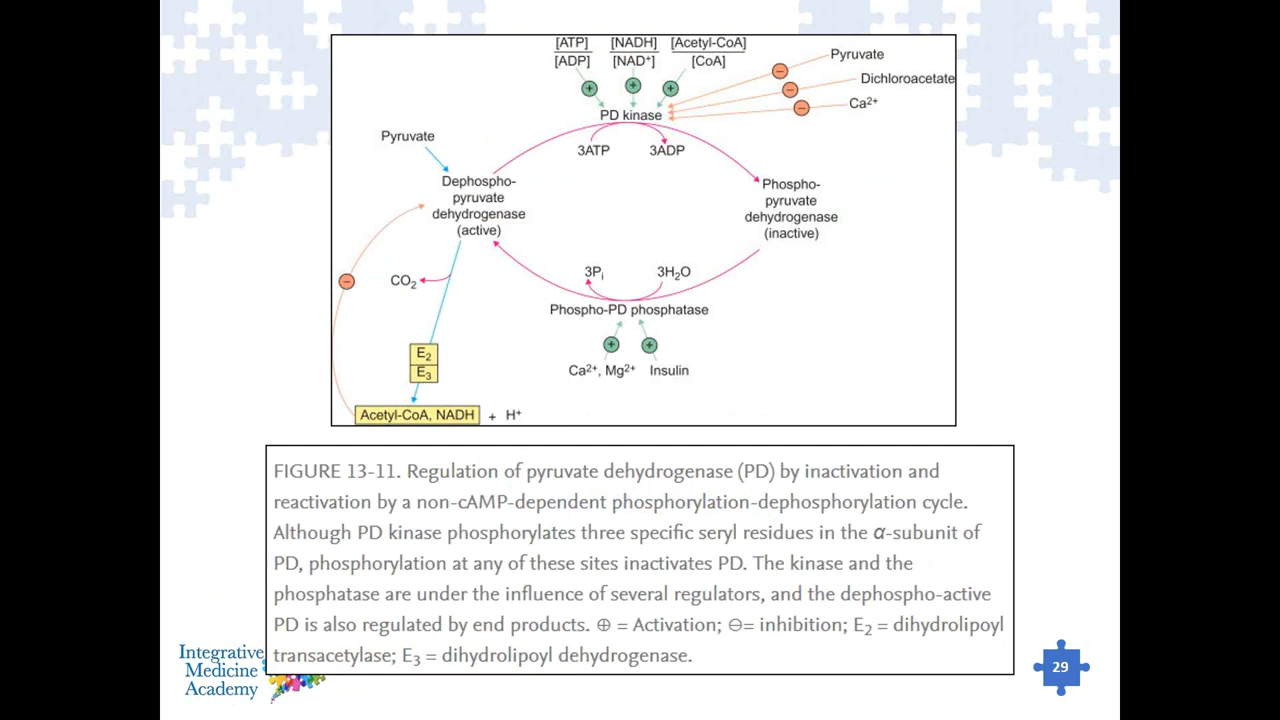 [ATP] [NADH] [Acetyl-CoA]
[ADP] [NAD⁺] [CoA]
Pyruvate
Dichloroacetate
Ca²⁺
+ + +
− − −
PD kinase
3ATP 3ADP
Pyruvate
Dephospho-
pyruvate
dehydrogenase
(active)
Phospho-
pyruvate
dehydrogenase
(inactive)
−
CO₂
3Pᵢ 3H₂O
Phospho-PD phosphatase
+ +
Ca²⁺, Mg²⁺ Insulin
E₂
E₃
Acetyl-CoA, NADH + H⁺
FIGURE 13-11. Regulation of pyruvate dehydrogenase (PD) by inactivation and
reactivation by a non-cAMP-dependent phosphorylation-dephosphorylation cycle.
Although PD kinase phosphorylates three specific seryl residues in the α-subunit of
PD, phosphorylation at any of these sites inactivates PD. The kinase and the
phosphatase are under the influence of several regulators, and the dephospho-active
PD is also regulated by end products. ⊕ = Activation; ⊖= inhibition; E₂ = dihydrolipoyl
transacetylase; E₃ = dihydrolipoyl dehydrogenase.
Integrative
Medicine
Academy
29